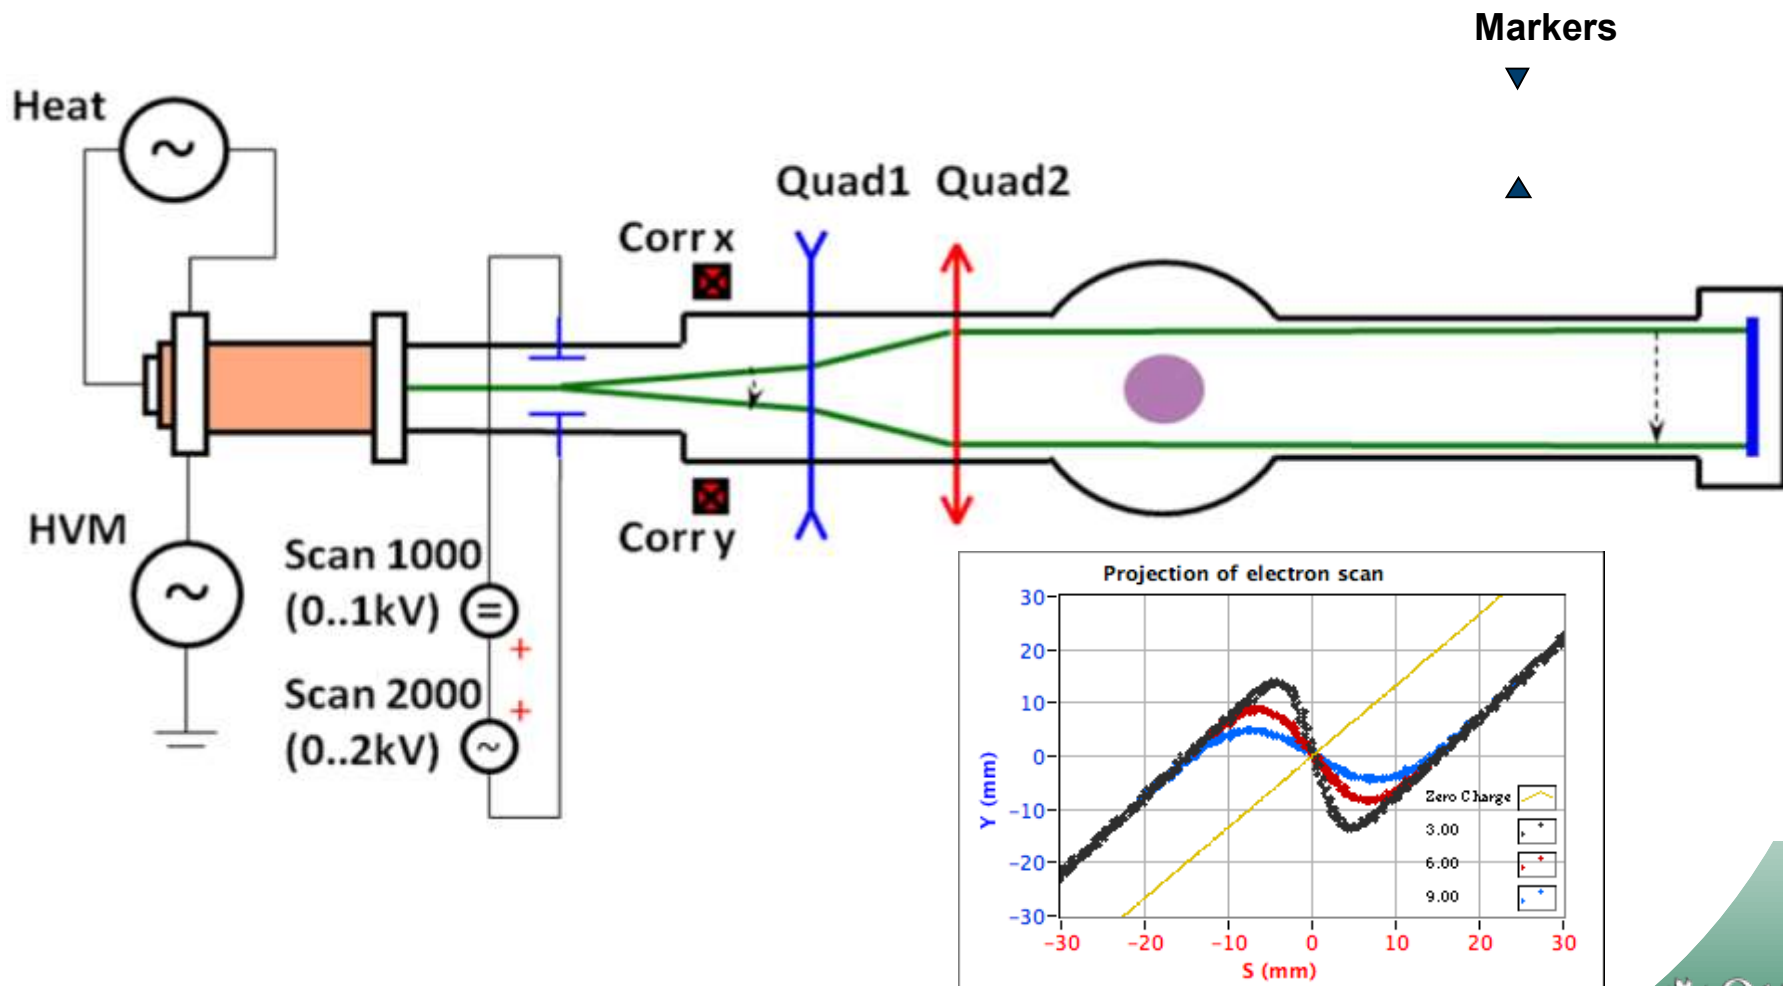 Markers
Heat
Quad1 Quad2
Corr x
HVM
Corr y
Scan 1000
(0..1kV)
=
+
Scan 2000
+
(0..2kV)
~
~
~
Projection of electron scan
30
20
10
0
-10
-20
-30
Y (mm)
-30 -20 -10 0 10 20 30
S (mm)
Zero Charge
3.00
6.00
9.00